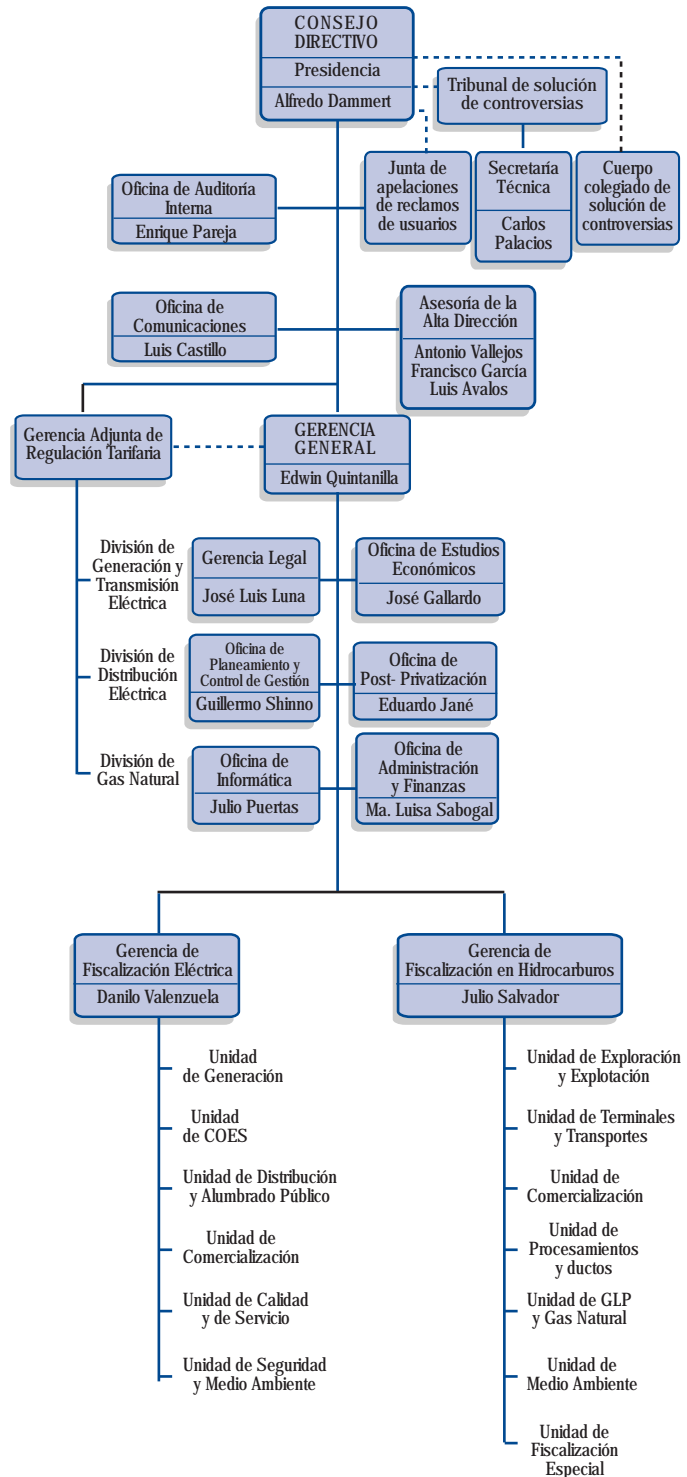 CONSEJO
DIRECTIVO
Presidencia
Alfredo Dammert
Tribunal de solución
de controversias
Junta de
apelaciones
de reclamos
de usuarios
Secretaría
Técnica
Carlos
Palacios
Cuerpo
colegiado de
solución de
controversias
Oficina de Auditoría
Interna
Enrique Pareja
Oficina de
Comunicaciones
Luis Castillo
Asesoría de la
Alta Dirección
Antonio Vallejos
Francisco García
Luis Avalos
Gerencia Adjunta de
Regulación Tarifaria
GERENCIA
GENERAL
Edwin Quintanilla
División de
Generación y
Transmisión
Eléctrica
Gerencia Legal
José Luis Luna
Oficina de Estudios
Económicos
José Gallardo
División de
Distribución
Eléctrica
Oficina de
Planeamiento y
Control de Gestión
Guillermo Shinno
Oficina de
Post- Privatización
Eduardo Jané
División de
Gas Natural
Oficina de
Informática
Julio Puertas
Oficina de
Administración
y Finanzas
Ma. Luisa Sabogal
Gerencia de
Fiscalización Eléctrica
Danilo Valenzuela
Gerencia de
Fiscalización en Hidrocarburos
Julio Salvador
Unidad
de Generación
Unidad
de COES
Unidad de Distribución
y Alumbrado Público
Unidad de
Comercialización
Unidad de Calidad
y de Servicio
Unidad de Seguridad
y Medio Ambiente
Unidad de Exploración
y Explotación
Unidad de Terminales
y Transportes
Unidad de
Comercialización
Unidad de
Procesamientos
y ductos
Unidad de GLP
y Gas Natural
Unidad de
Medio Ambiente
Unidad de
Fiscalización
Especial